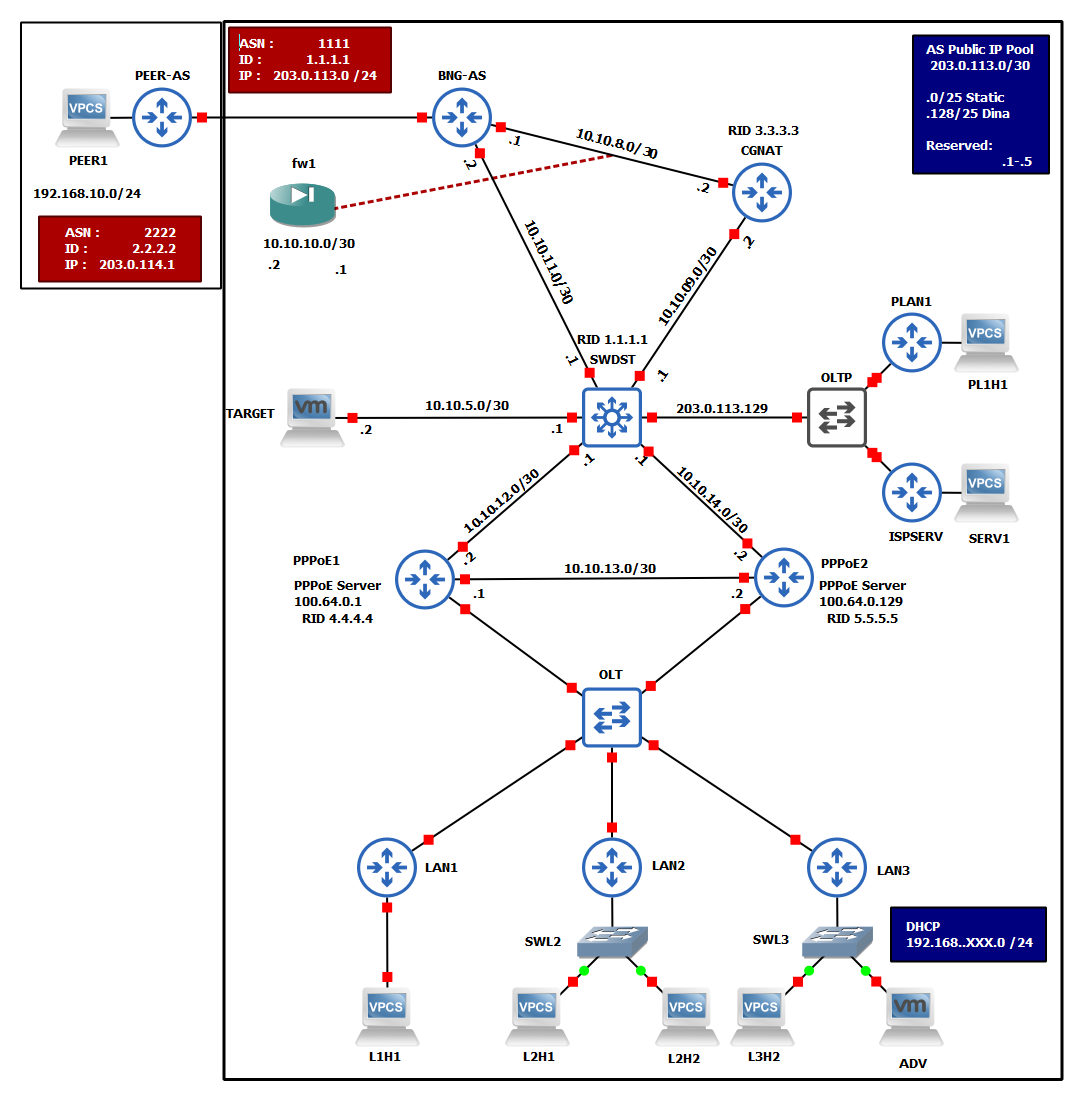 PEER-AS
VPCS
PEER1
192.168.10.0/24
ASN : 2222
ID : 2.2.2.2
IP : 203.0.114.1
ASN : 1111
ID : 1.1.1.1
IP : 203.0.113.0 /24
BNG-AS
.1
.2
10.10.8.0/30
RID 3.3.3.3
CGNAT
.2
.2
AS Public IP Pool
203.0.113.0/30
.0/25 Static
.128/25 Dina
Reserved:
.1-.5
fw1
10.10.10.0/30
.2
.1
10.10.11.0/30
10.10.09.0/30
RID 1.1.1.1
SWDST
.1
.1
TARGET
vm
10.10.5.0/30
.2
.1
203.0.113.129
OLTP
PLAN1
VPCS
PL1H1
ISPSERV
VPCS
SERV1
.1
.1
10.10.12.0/30
10.10.14.0/30
.2
.2
PPPoE1
PPPoE Server
100.64.0.1
RID 4.4.4.4
10.10.13.0/30
.1
.2
PPPoE2
PPPoE Server
100.64.0.129
RID 5.5.5.5
OLT
LAN1
LAN2
LAN3
SWL2
SWL3
DHCP
192.168..XXX.0 /24
VPCS
L1H1
VPCS
L2H1
VPCS
L2H2
VPCS
L3H2
vm
ADV